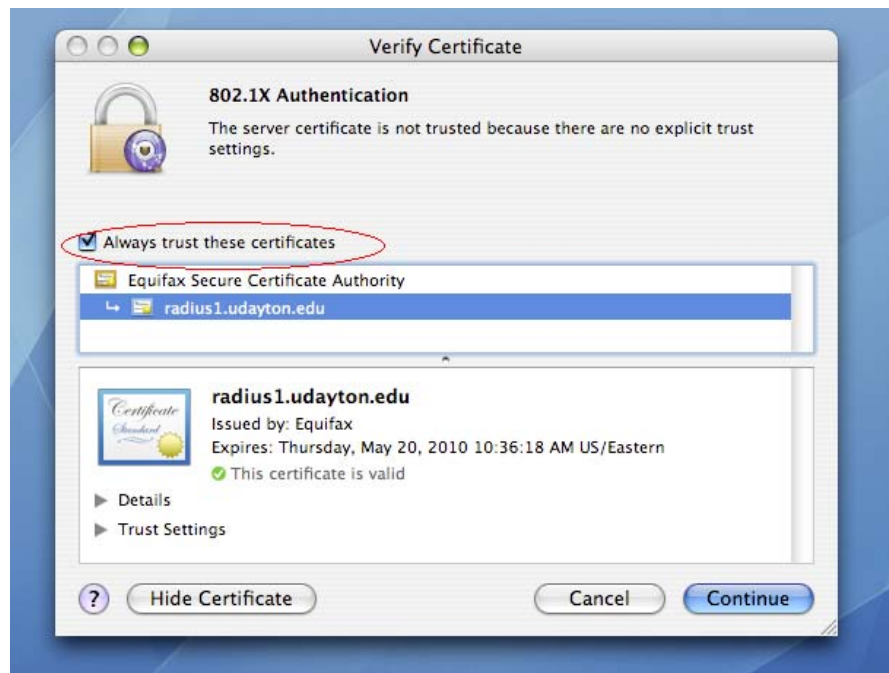 Verify Certificate
802.1X Authentication
The server certificate is not trusted because there are no explicit trust
settings.
Always trust these certificates
Equifax Secure Certificate Authority
radius1.udayton.edu
Certificate
Standard
radius1.udayton.edu
Issued by: Equifax
Expires: Thursday, May 20, 2010 10:36:18 AM US/Eastern
This certificate is valid
Details
Trust Settings
?
Hide Certificate
Cancel
Continue